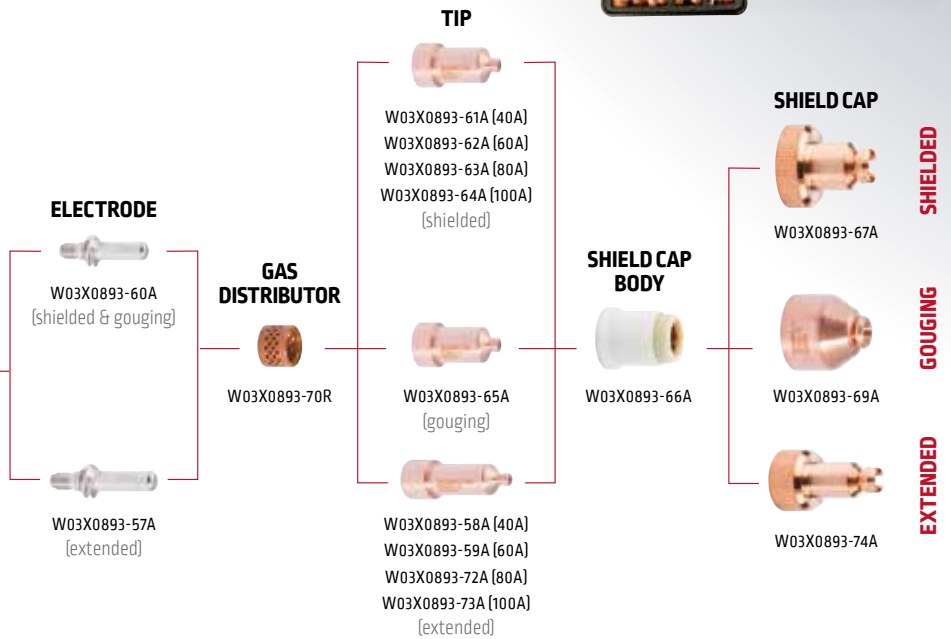 TIP
W03X0893-61A (40A)
W03X0893-62A (60A)
W03X0893-63A (80A)
W03X0893-64A (100A)
(shielded)
SHIELD CAP
W03X0893-67A
SHIELDED
ELECTRODE
W03X0893-60A
(shielded & gouging)
GAS
DISTRIBUTOR
W03X0893-70R
W03X0893-65A
(gouging)
SHIELD CAP
BODY
W03X0893-66A
W03X0893-69A
GOUGING
W03X0893-57A
(extended)
W03X0893-58A (40A)
W03X0893-59A (60A)
W03X0893-72A (80A)
W03X0893-73A (100A)
(extended)
W03X0893-74A
EXTENDED